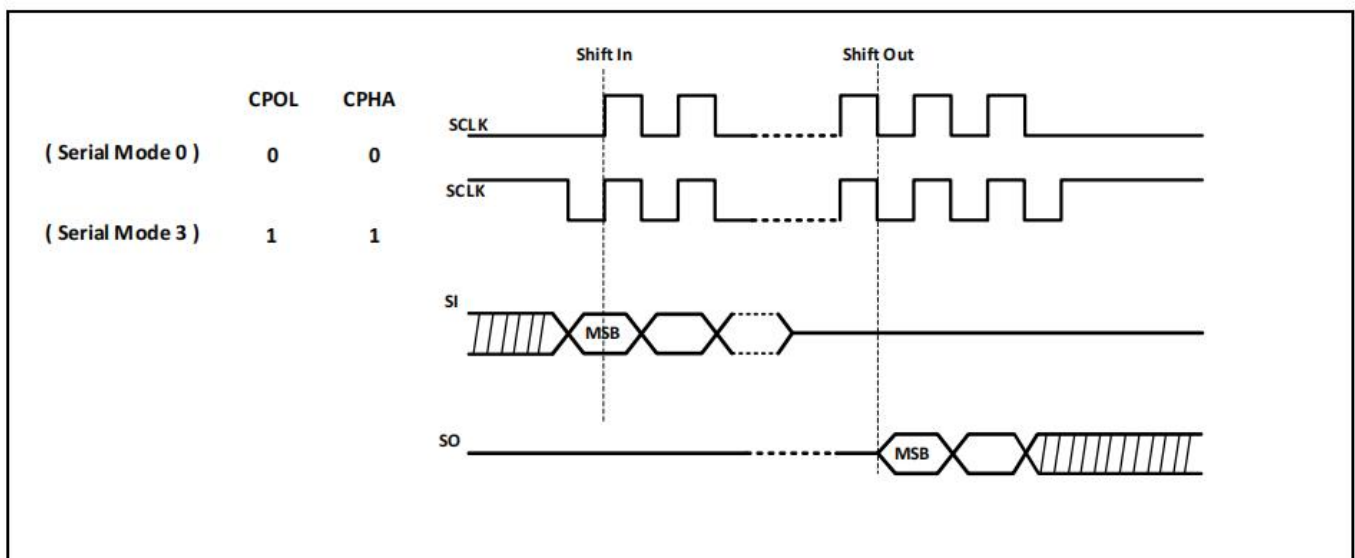 Shift In Shift Out
CPOL CPHA
SCLK
( Serial Mode 0 ) 0 0
SCLK
( Serial Mode 3 ) 1 1
SI
MSB
SO
MSB